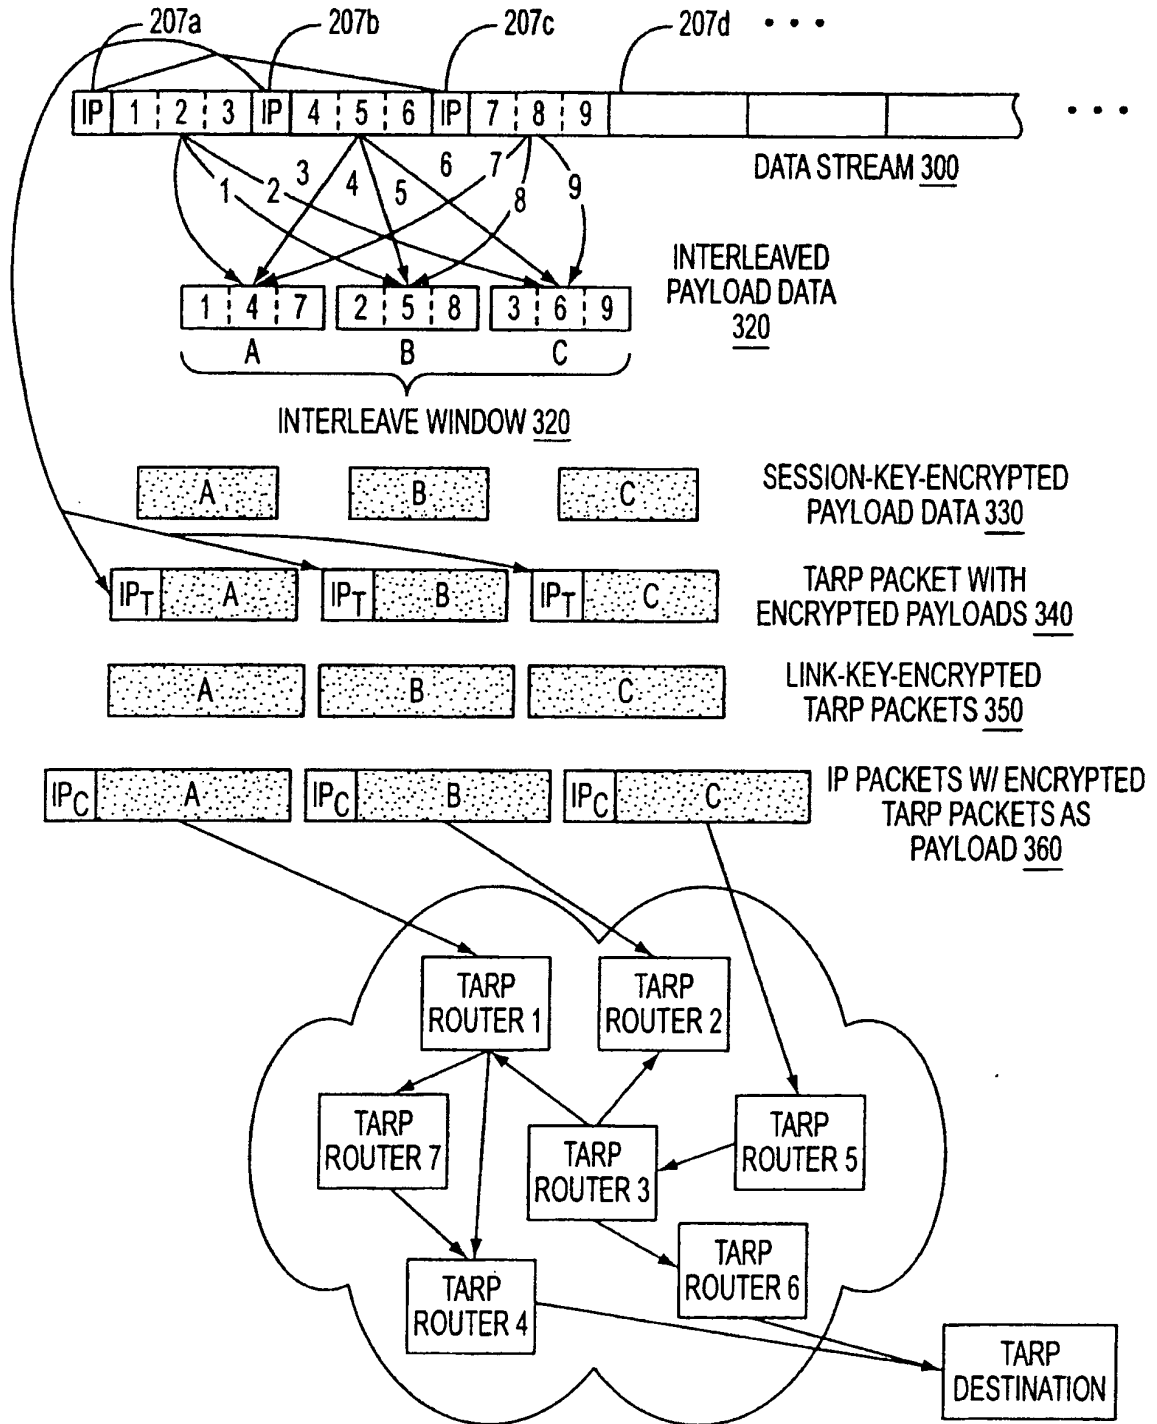 207a 207b 207c 207d • • •
IP 1 2 3 IP 4 5 6 IP 7 8 9 • • •
DATA STREAM 300
1 2 3 4 5 6 7 8 9
INTERLEAVED
PAYLOAD DATA
320
1 4 7 2 5 8 3 6 9
A B C
INTERLEAVE WINDOW 320
A B C
SESSION-KEY-ENCRYPTED
PAYLOAD DATA 330
IPT A IPT B IPT C
TARP PACKET WITH
ENCRYPTED PAYLOADS 340
A B C
LINK-KEY-ENCRYPTED
TARP PACKETS 350
IPC A IPC B IPC C
IP PACKETS W/ ENCRYPTED
TARP PACKETS AS
PAYLOAD 360
TARP
ROUTER 1
TARP
ROUTER 2
TARP
ROUTER 7
TARP
ROUTER 3
TARP
ROUTER 5
TARP
ROUTER 4
TARP
ROUTER 6
TARP
DESTINATION